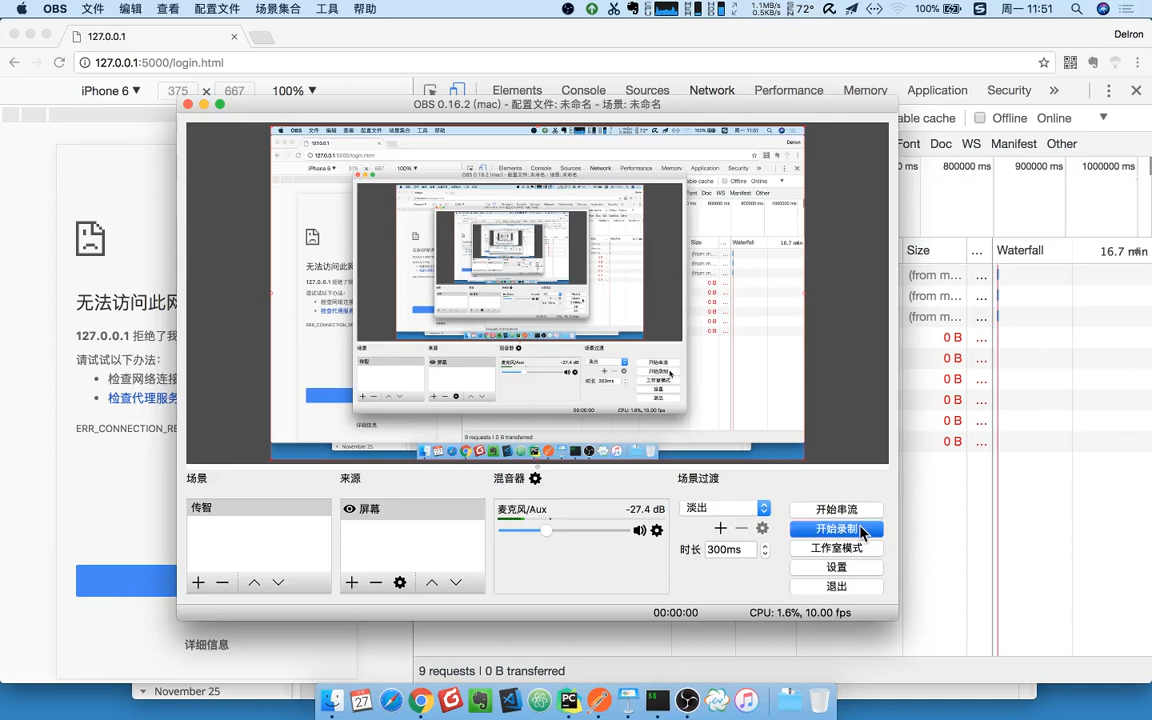 OBS 文件 编辑 查看 配置文件 场景集合 工具 帮助
1.1MB/s
0.5KB/s
72°
100%
周一 11:51
127.0.0.1
Delron
127.0.0.1:5000/login.html
iPhone 6 ▼ 375 × 667 100% ▼
Elements Console Sources Network Performance Memory Application Security
OBS 0.16.2 (mac) - 配置文件: 未命名 - 场景: 未命名
able cache Offline Online
Font Doc WS Manifest Other
ms 800000 ms 900000 ms 1000000 ms
Size ... Waterfall 16.7 min
(from m... ...
(from m... ...
(from m... ...
0 B ...
0 B ...
0 B ...
0 B ...
0 B ...
0 B ...
无法访问此网
127.0.0.1 拒绝了我
请试试以下办法:
检查网络连接
检查代理服务
ERR_CONNECTION_RE
详细信息
场景
来源
混音器
场景过渡
传智
屏幕
麦克风/Aux -27.4 dB
淡出
时长 300ms
开始串流
开始录制
工作室模式
设置
退出
00:00:00
CPU: 1.6%, 10.00 fps
9 requests | 0 B transferred
November 25